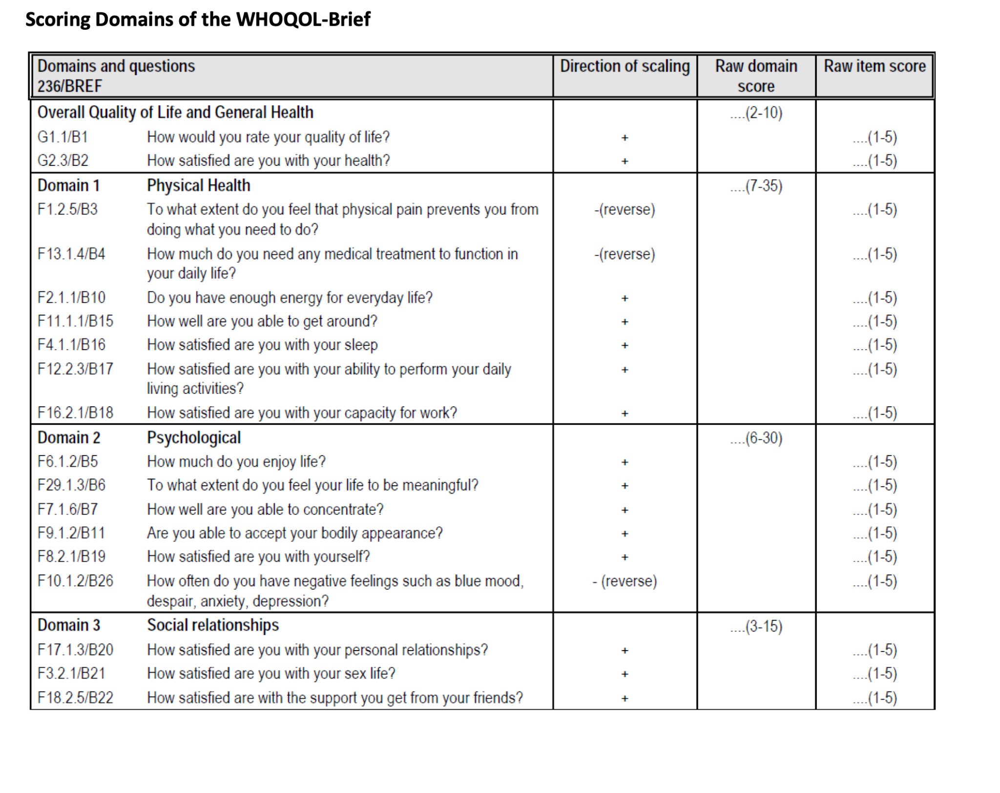 Scoring Domains of the WHOQOL-Brief
Domains and questions Direction of scaling Raw domain Raw item score
236/BREF score
Overall Quality of Life and General Health ....(2-10)
G1.1/B1 How would you rate your quality of life? + ....(1-5)
G2.3/B2 How satisfied are you with your health? + ....(1-5)
Domain 1 Physical Health ....(7-35)
F1.2.5/B3 To what extent do you feel that physical pain prevents you from -(reverse) ....(1-5)
doing what you need to do?
F13.1.4/B4 How much do you need any medical treatment to function in -(reverse) ....(1-5)
your daily life?
F2.1.1/B10 Do you have enough energy for everyday life? + ....(1-5)
F11.1.1/B15 How well are you able to get around? + ....(1-5)
F4.1.1/B16 How satisfied are you with your sleep + ....(1-5)
F12.2.3/B17 How satisfied are you with your ability to perform your daily + ....(1-5)
living activities?
F16.2.1/B18 How satisfied are you with your capacity for work? + ....(1-5)
Domain 2 Psychological ....(6-30)
F6.1.2/B5 How much do you enjoy life? + ....(1-5)
F29.1.3/B6 To what extent do you feel your life to be meaningful? + ....(1-5)
F7.1.6/B7 How well are you able to concentrate? + ....(1-5)
F9.1.2/B11 Are you able to accept your bodily appearance? + ....(1-5)
F8.2.1/B19 How satisfied are you with yourself? + ....(1-5)
F10.1.2/B26 How often do you have negative feelings such as blue mood, - (reverse) ....(1-5)
despair, anxiety, depression?
Domain 3 Social relationships ....(3-15)
F17.1.3/B20 How satisfied are you with your personal relationships? + ....(1-5)
F3.2.1/B21 How satisfied are you with your sex life? + ....(1-5)
F18.2.5/B22 How satisfied are with the support you get from your friends? + ....(1-5)